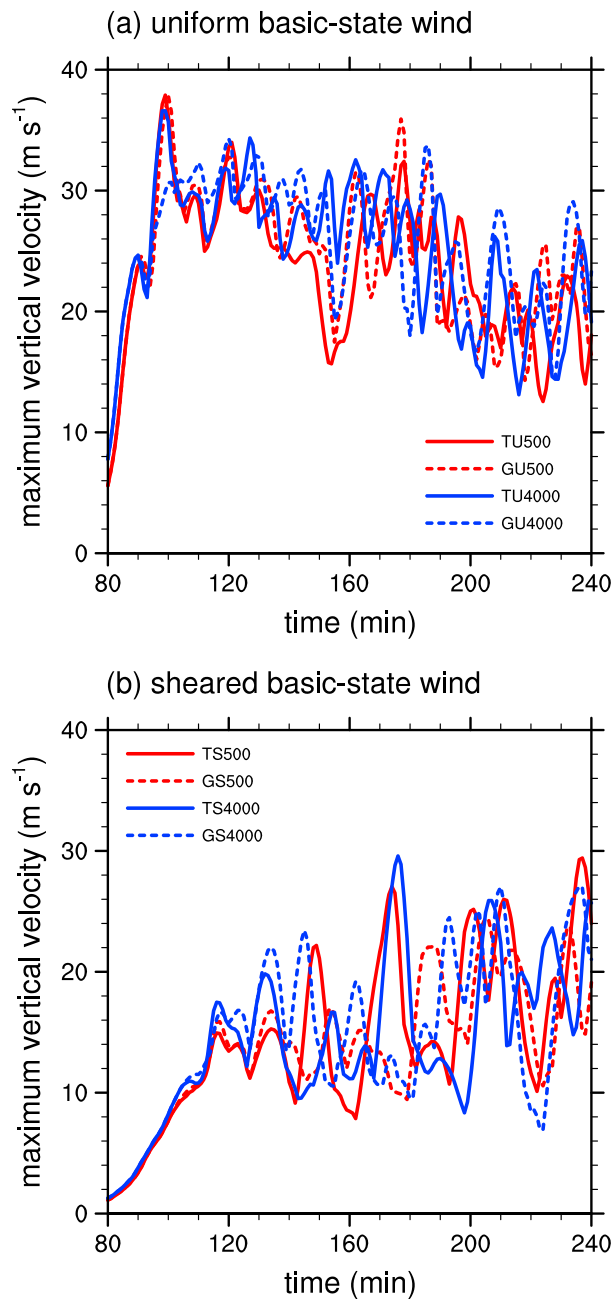 (a) uniform basic-state wind
maximum vertical velocity (m s⁻¹)
40
30
20
10
0
TU500
GU500
TU4000
GU4000
80 120 160 200 240
time (min)
(b) sheared basic-state wind
maximum vertical velocity (m s⁻¹)
40
30
20
10
0
TS500
GS500
TS4000
GS4000
80 120 160 200 240
time (min)